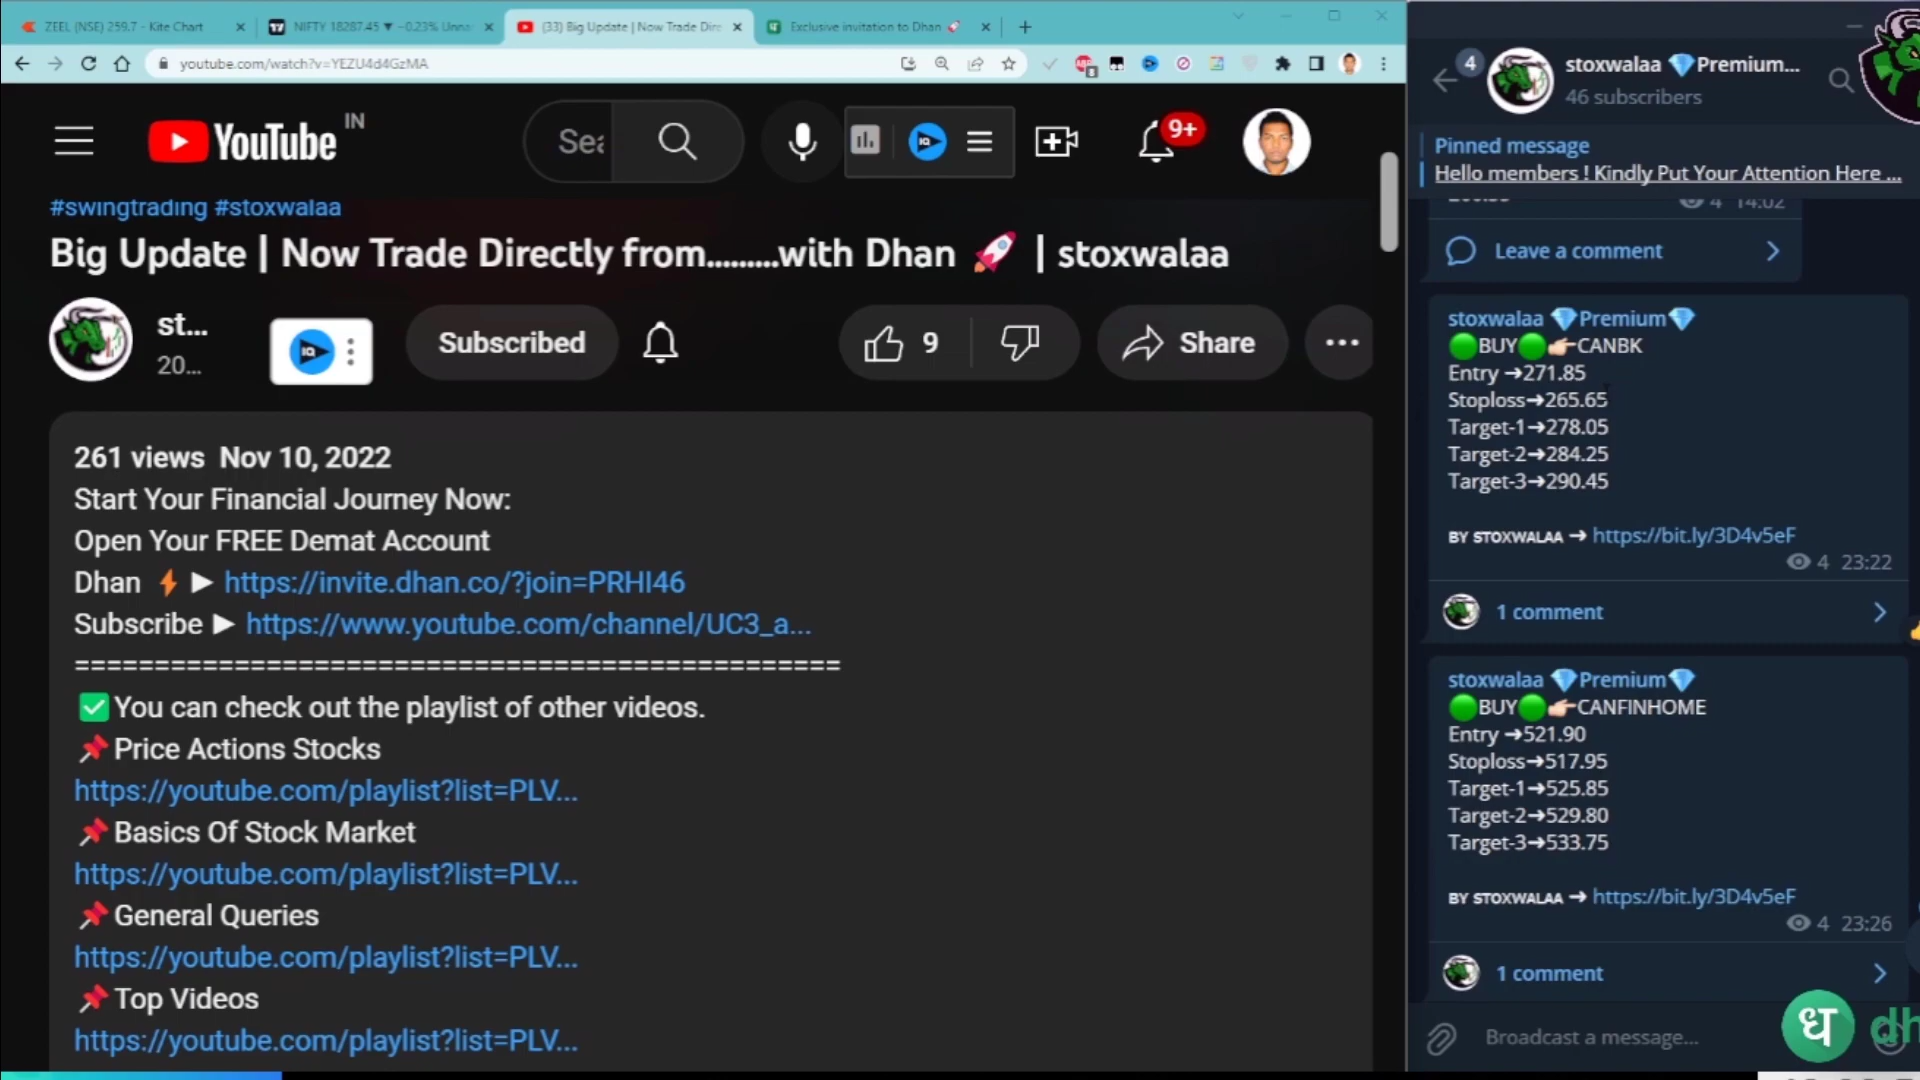 ZEEL (NSE) 259.7 - Kite Chart
NIFTY 18287.45 ▼ −0.23% Unna
(33) Big Update | Now Trade Dire
Exclusive invitation to Dhan 🚀
youtube.com/watch?v=YEZU4d4GzMA
YouTube IN
Sea
9+
#swingtrading #stoxwalaa
Big Update | Now Trade Directly from.........with Dhan 🚀 | stoxwalaa
st...
20...
Subscribed
9
Share
261 views Nov 10, 2022
Start Your Financial Journey Now:
Open Your FREE Demat Account
Dhan ⚡ ► https://invite.dhan.co/?join=PRHI46
Subscribe ► https://www.youtube.com/channel/UC3_a...
================================================
✅You can check out the playlist of other videos.
📌Price Actions Stocks
https://youtube.com/playlist?list=PLV...
📌Basics Of Stock Market
https://youtube.com/playlist?list=PLV...
📌General Queries
https://youtube.com/playlist?list=PLV...
📌Top Videos
https://youtube.com/playlist?list=PLV...
4
stoxwalaa 💎Premium...
46 subscribers
Pinned message
Hello members ! Kindly Put Your Attention Here ...
4 14:02
Leave a comment
stoxwalaa 💎Premium💎
🟢BUY🟢👉🏻CANBK
Entry ➔271.85
Stoploss➔265.65
Target-1➔278.05
Target-2➔284.25
Target-3➔290.45
BY STOXWALAA ➔ https://bit.ly/3D4v5eF
4 23:22
1 comment
stoxwalaa 💎Premium💎
🟢BUY🟢👉🏻CANFINHOME
Entry ➔521.90
Stoploss➔517.95
Target-1➔525.85
Target-2➔529.80
Target-3➔533.75
BY STOXWALAA ➔ https://bit.ly/3D4v5eF
4 23:26
1 comment
Broadcast a message...
ध dh